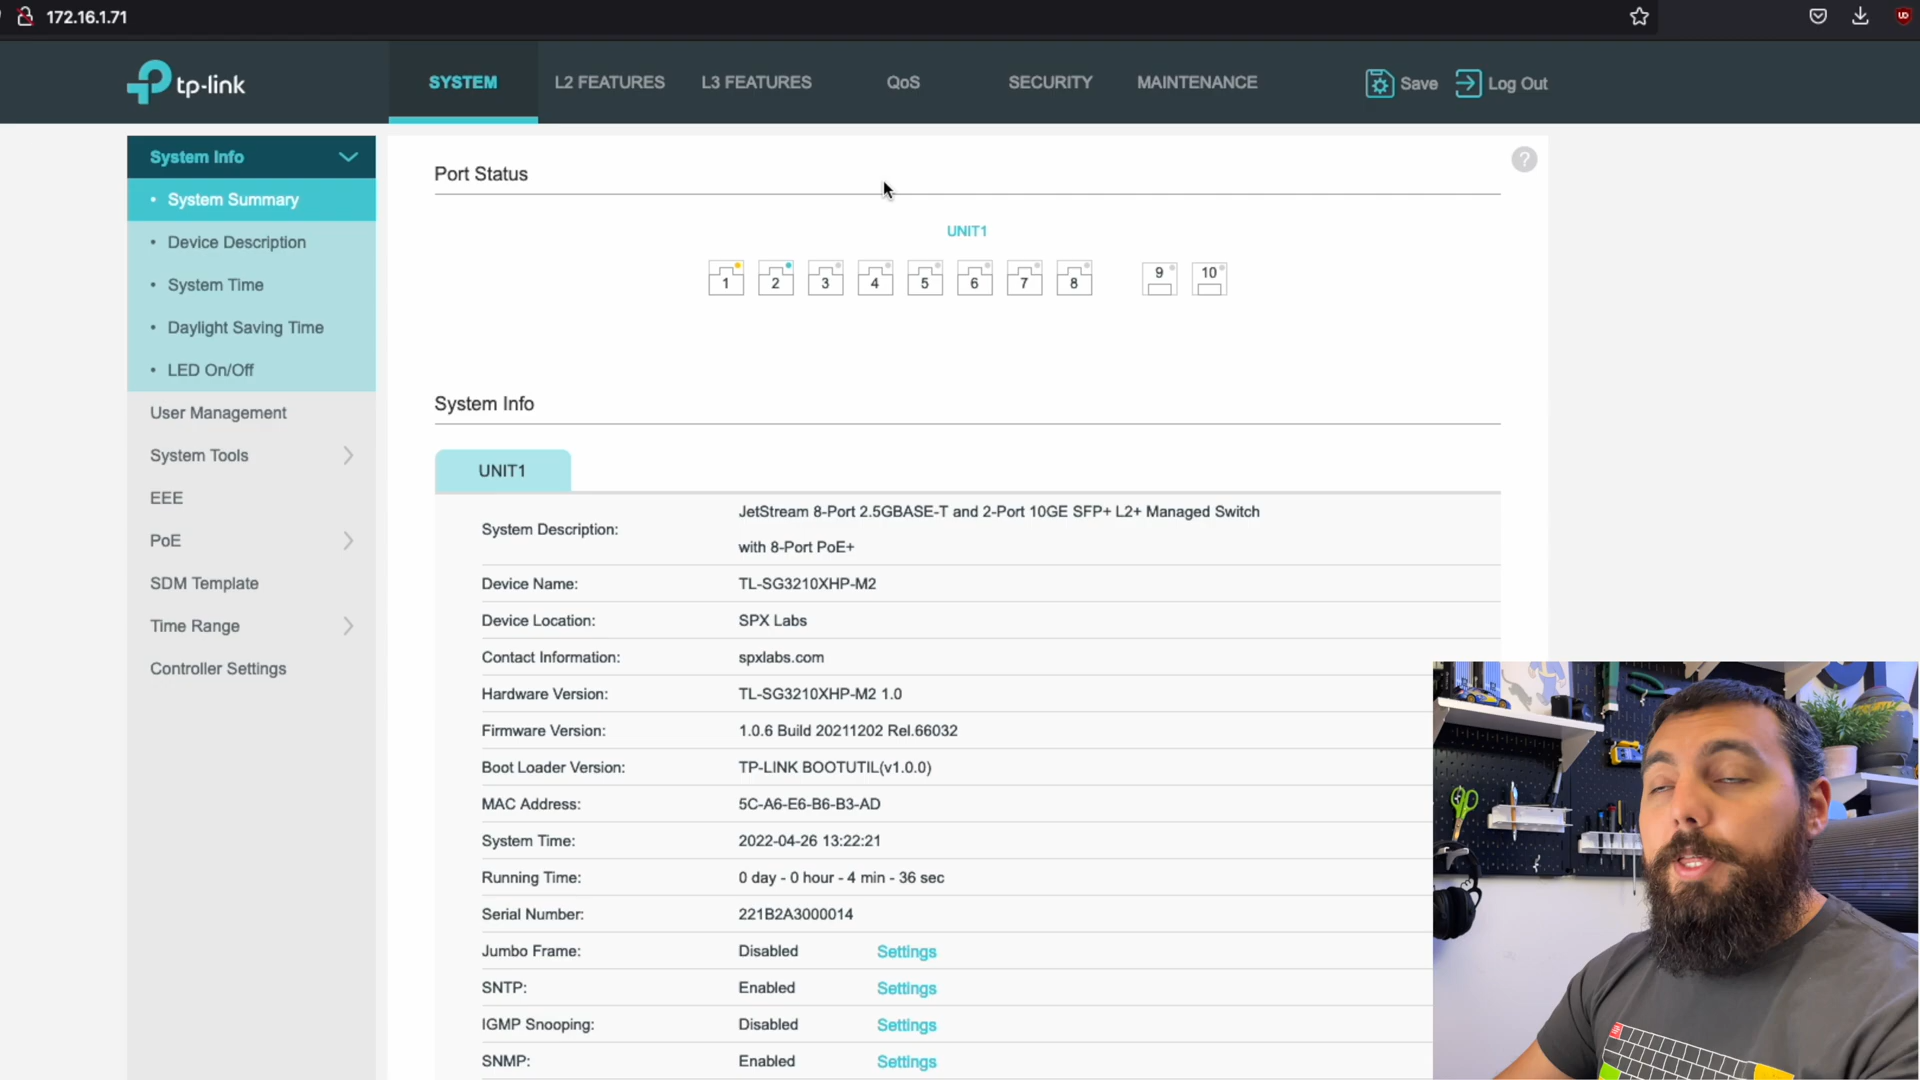 172.16.1.71
tp-link
SYSTEM
L2 FEATURES
L3 FEATURES
QoS
SECURITY
MAINTENANCE
Save
Log Out
System Info
• System Summary
• Device Description
• System Time
• Daylight Saving Time
• LED On/Off
User Management
System Tools
EEE
PoE
SDM Template
Time Range
Controller Settings
Port Status
?
UNIT1
1 2 3 4 5 6 7 8 9 10
System Info
UNIT1
System Description: JetStream 8-Port 2.5GBASE-T and 2-Port 10GE SFP+ L2+ Managed Switch
with 8-Port PoE+
Device Name: TL-SG3210XHP-M2
Device Location: SPX Labs
Contact Information: spxlabs.com
Hardware Version: TL-SG3210XHP-M2 1.0
Firmware Version: 1.0.6 Build 20211202 Rel.66032
Boot Loader Version: TP-LINK BOOTUTIL(v1.0.0)
MAC Address: 5C-A6-E6-B6-B3-AD
System Time: 2022-04-26 13:22:21
Running Time: 0 day - 0 hour - 4 min - 36 sec
Serial Number: 221B2A3000014
Jumbo Frame: Disabled Settings
SNTP: Enabled Settings
IGMP Snooping: Disabled Settings
SNMP: Enabled Settings